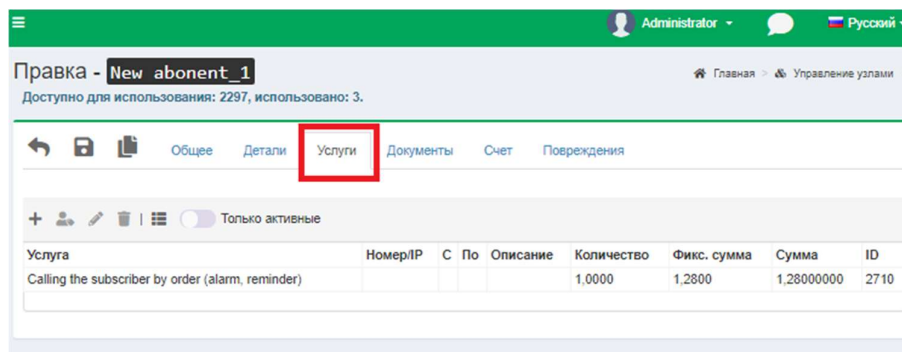 Administrator Русский
Правка - New abonent_1
Главная > Управление узлами
Доступно для использования: 2297, использовано: 3.
Общее Детали Услуги Документы Счет Повреждения
Только активные
Услуга Номер/IP С По Описание Количество Фикс. сумма Сумма ID
Calling the subscriber by order (alarm, reminder) 1,0000 1,2800 1,28000000 2710